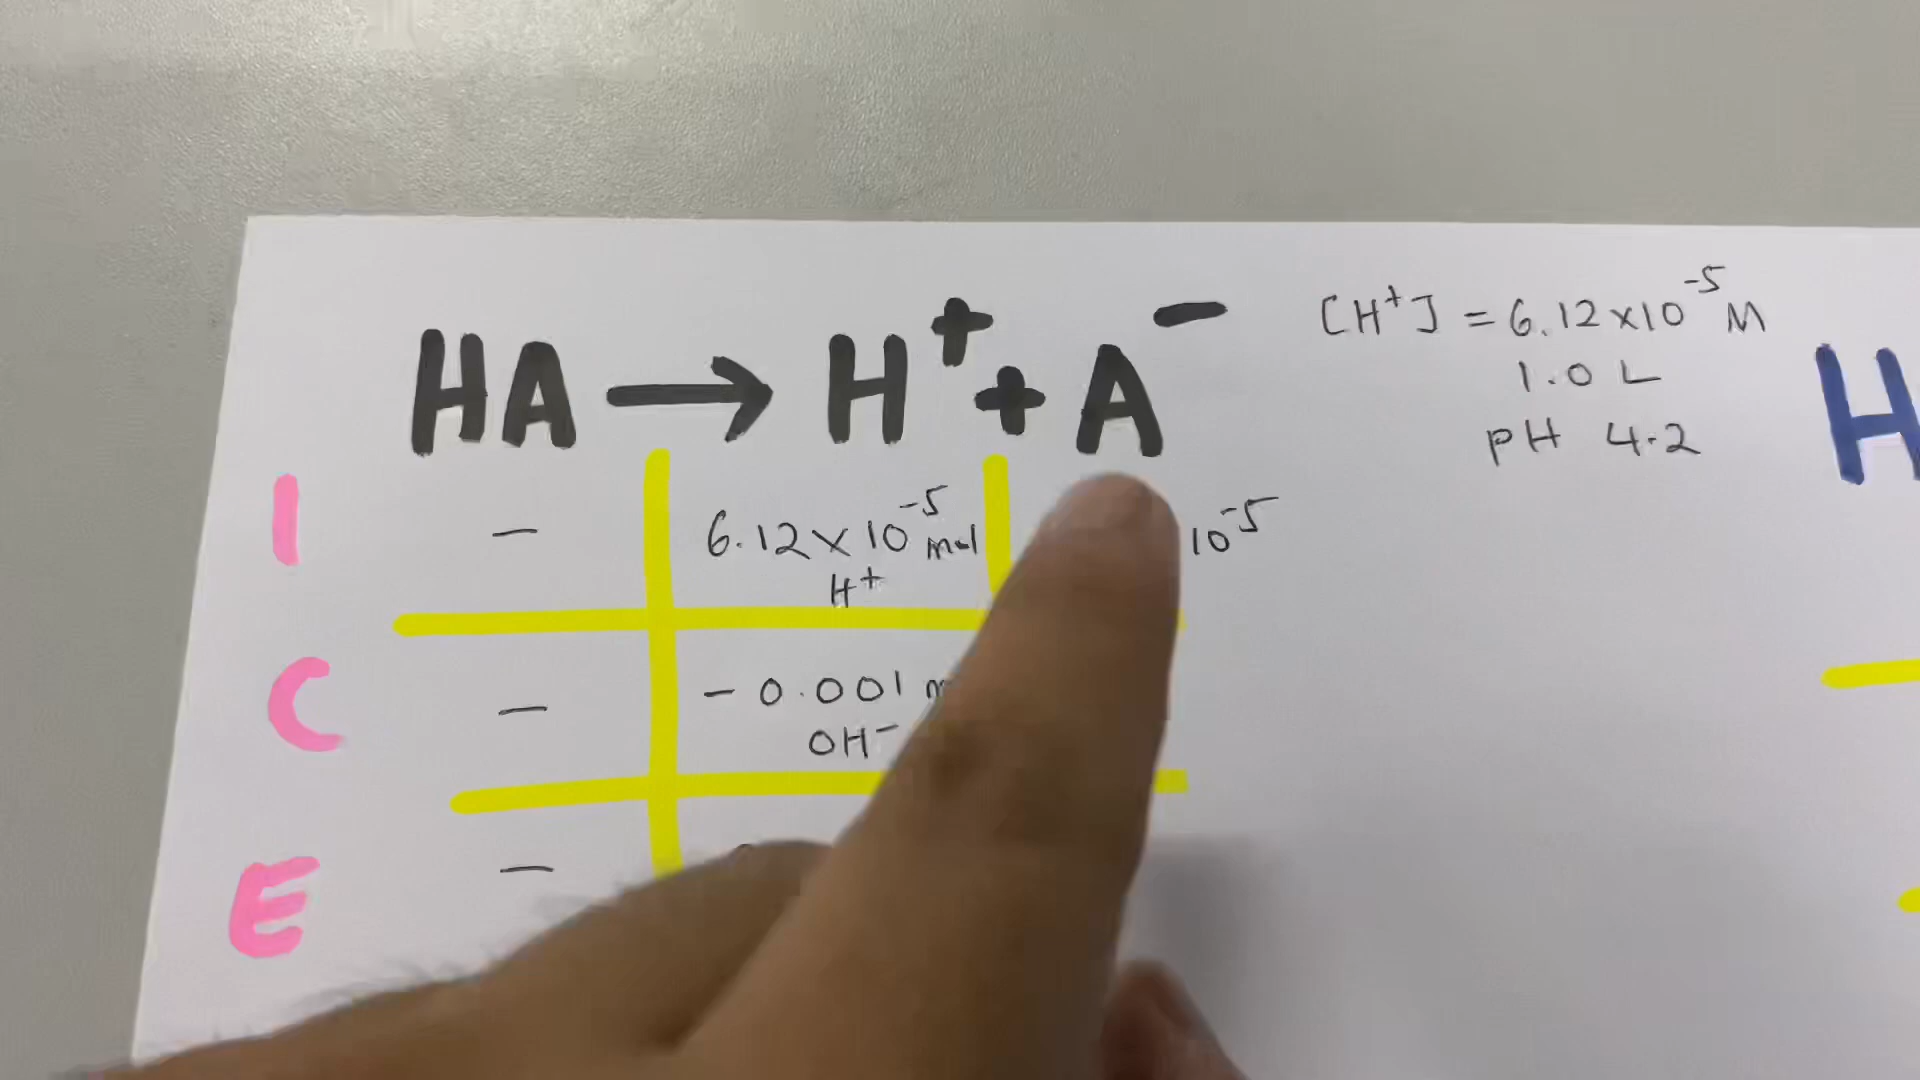 HA → H⁺ + A⁻
[H⁺] = 6.12 x 10⁻⁵ M
1.0 L
pH 4.2
H
I
–
6.12 x 10⁻⁵ mol
H⁺
10⁻⁵
C
–
– 0.001
OH⁻
E
–